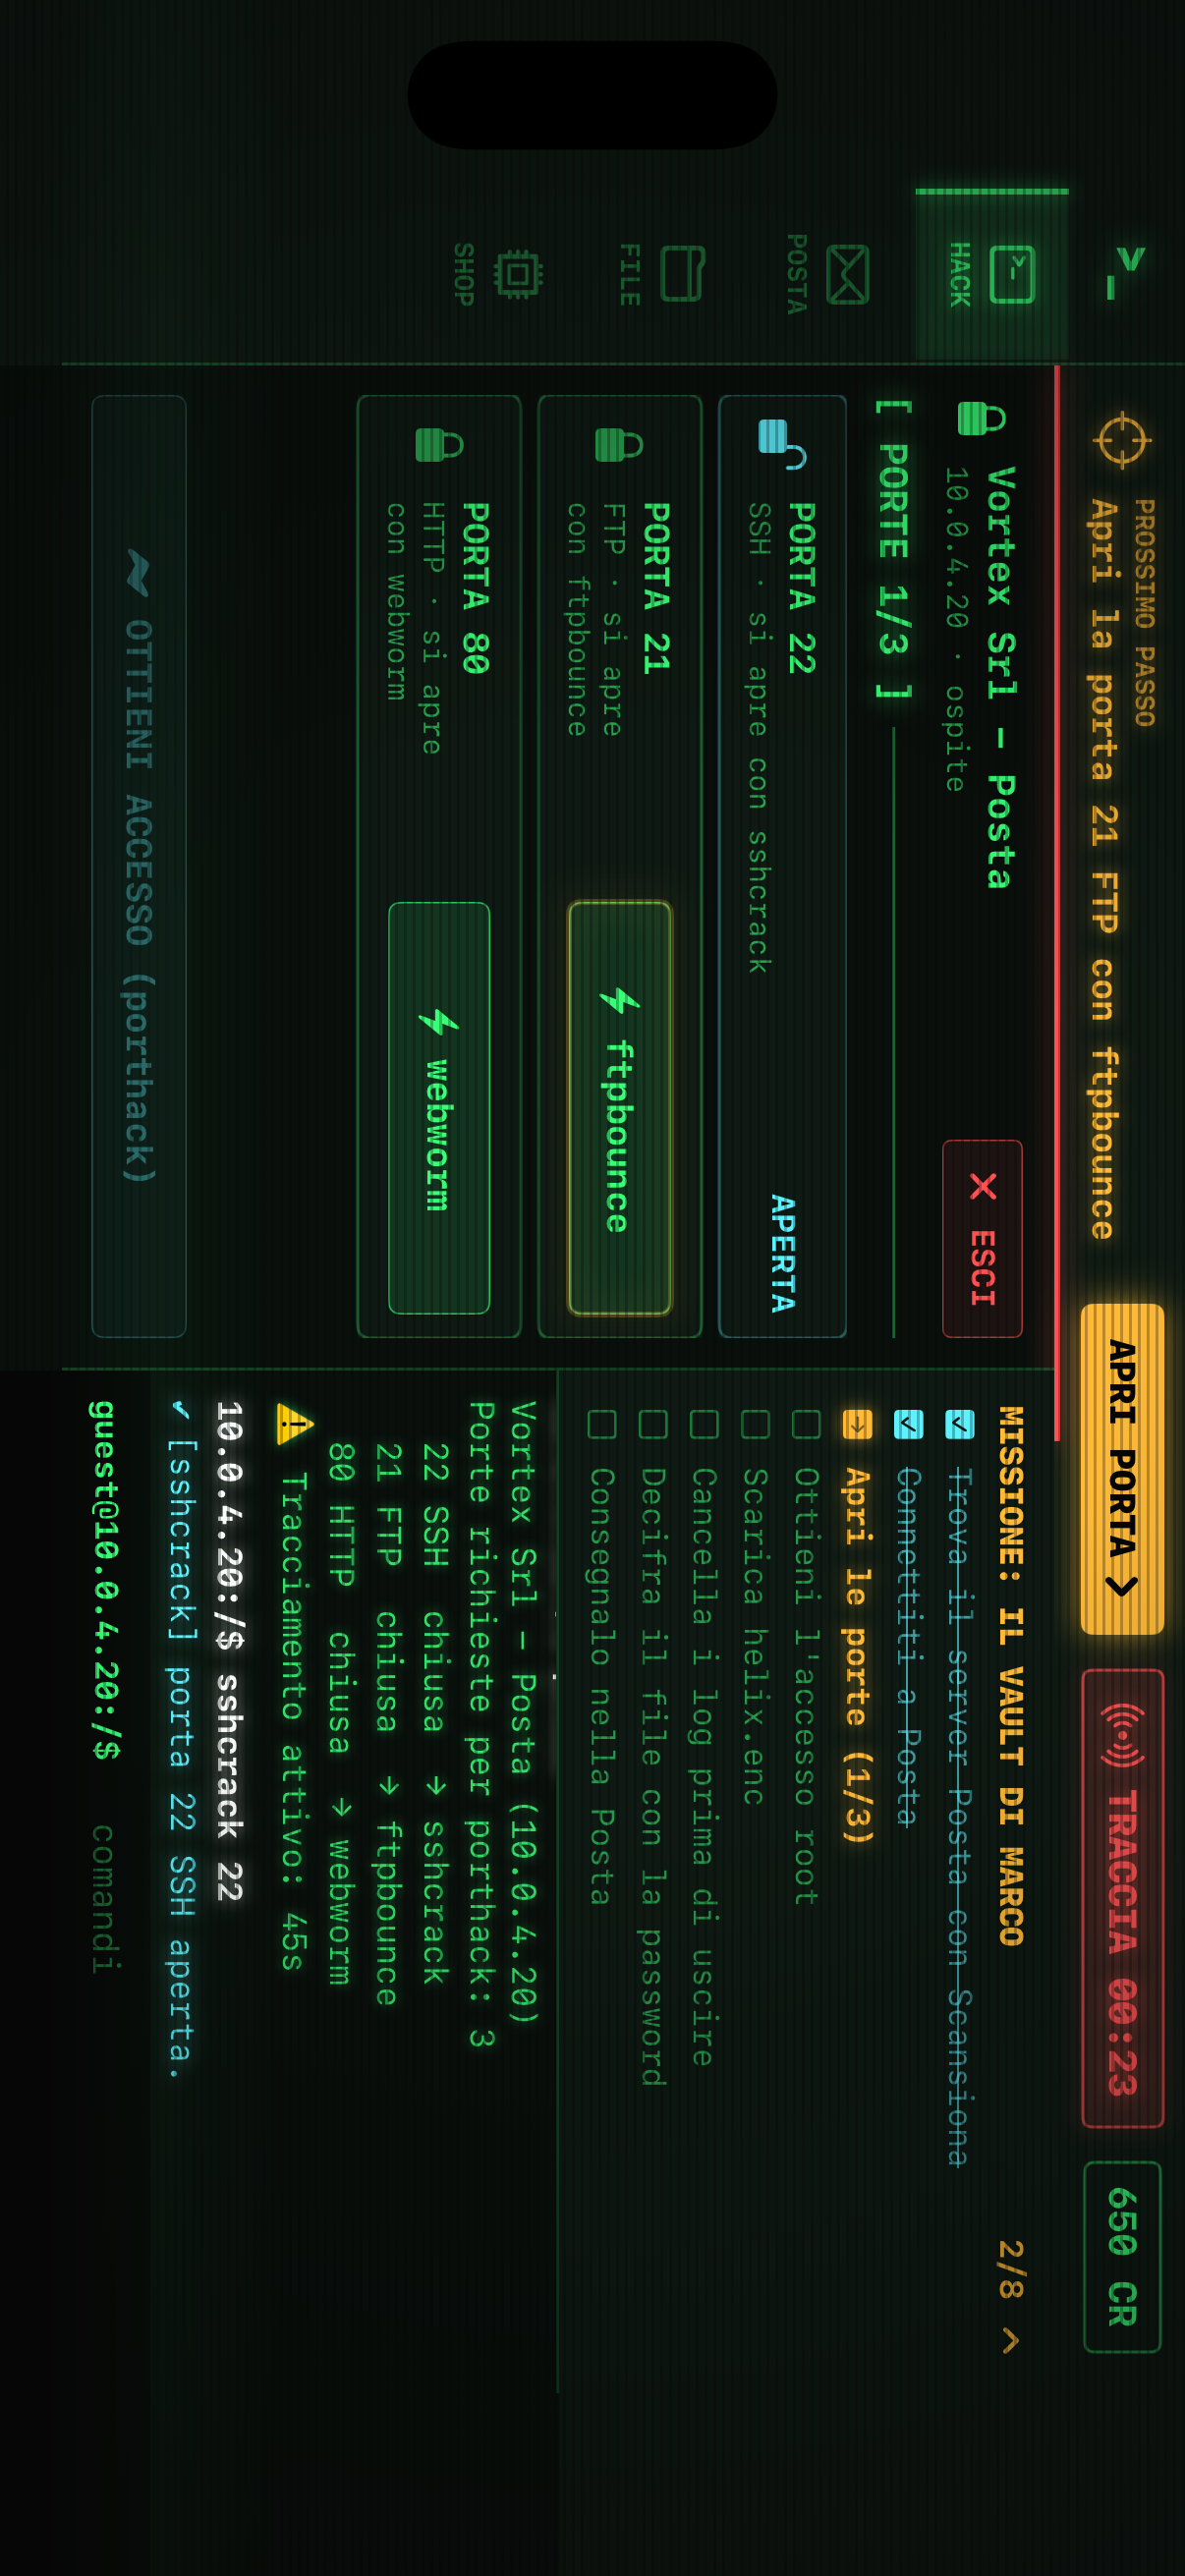 >_
HACK
POSTA
FILE
SHOP
PROSSIMO PASSO
Apri la porta 21 FTP con ftpbounce
APRI PORTA
TRACCIA 00:23
650 CR
Vortex Srl — Posta
10.0.4.20 · ospite
ESCI
[ PORTE 1/3 ]
PORTA 22
SSH · si apre con sshcrack
APERTA
PORTA 21
FTP · si apre
con ftpbounce
ftpbounce
PORTA 80
HTTP · si apre
con webworm
webworm
OTTIENI ACCESSO (porthack)
MISSIONE: IL VAULT DI MARCO
2/8
Trova il server Posta con Scansiona
Connettiti a Posta
Apri le porte (1/3)
Ottieni l'accesso root
Scarica helix.enc
Cancella i log prima di uscire
Decifra il file con la password
Consegnalo nella Posta
Vortex Srl — Posta (10.0.4.20)
Porte richieste per porthack: 3
22 SSH chiusa → sshcrack
21 FTP chiusa → ftpbounce
80 HTTP chiusa → webworm
⚠ Tracciamento attivo: 45s
10.0.4.20:/$ sshcrack 22
✔ [sshcrack] porta 22 SSH aperta.
guest@10.0.4.20:/$ comandi